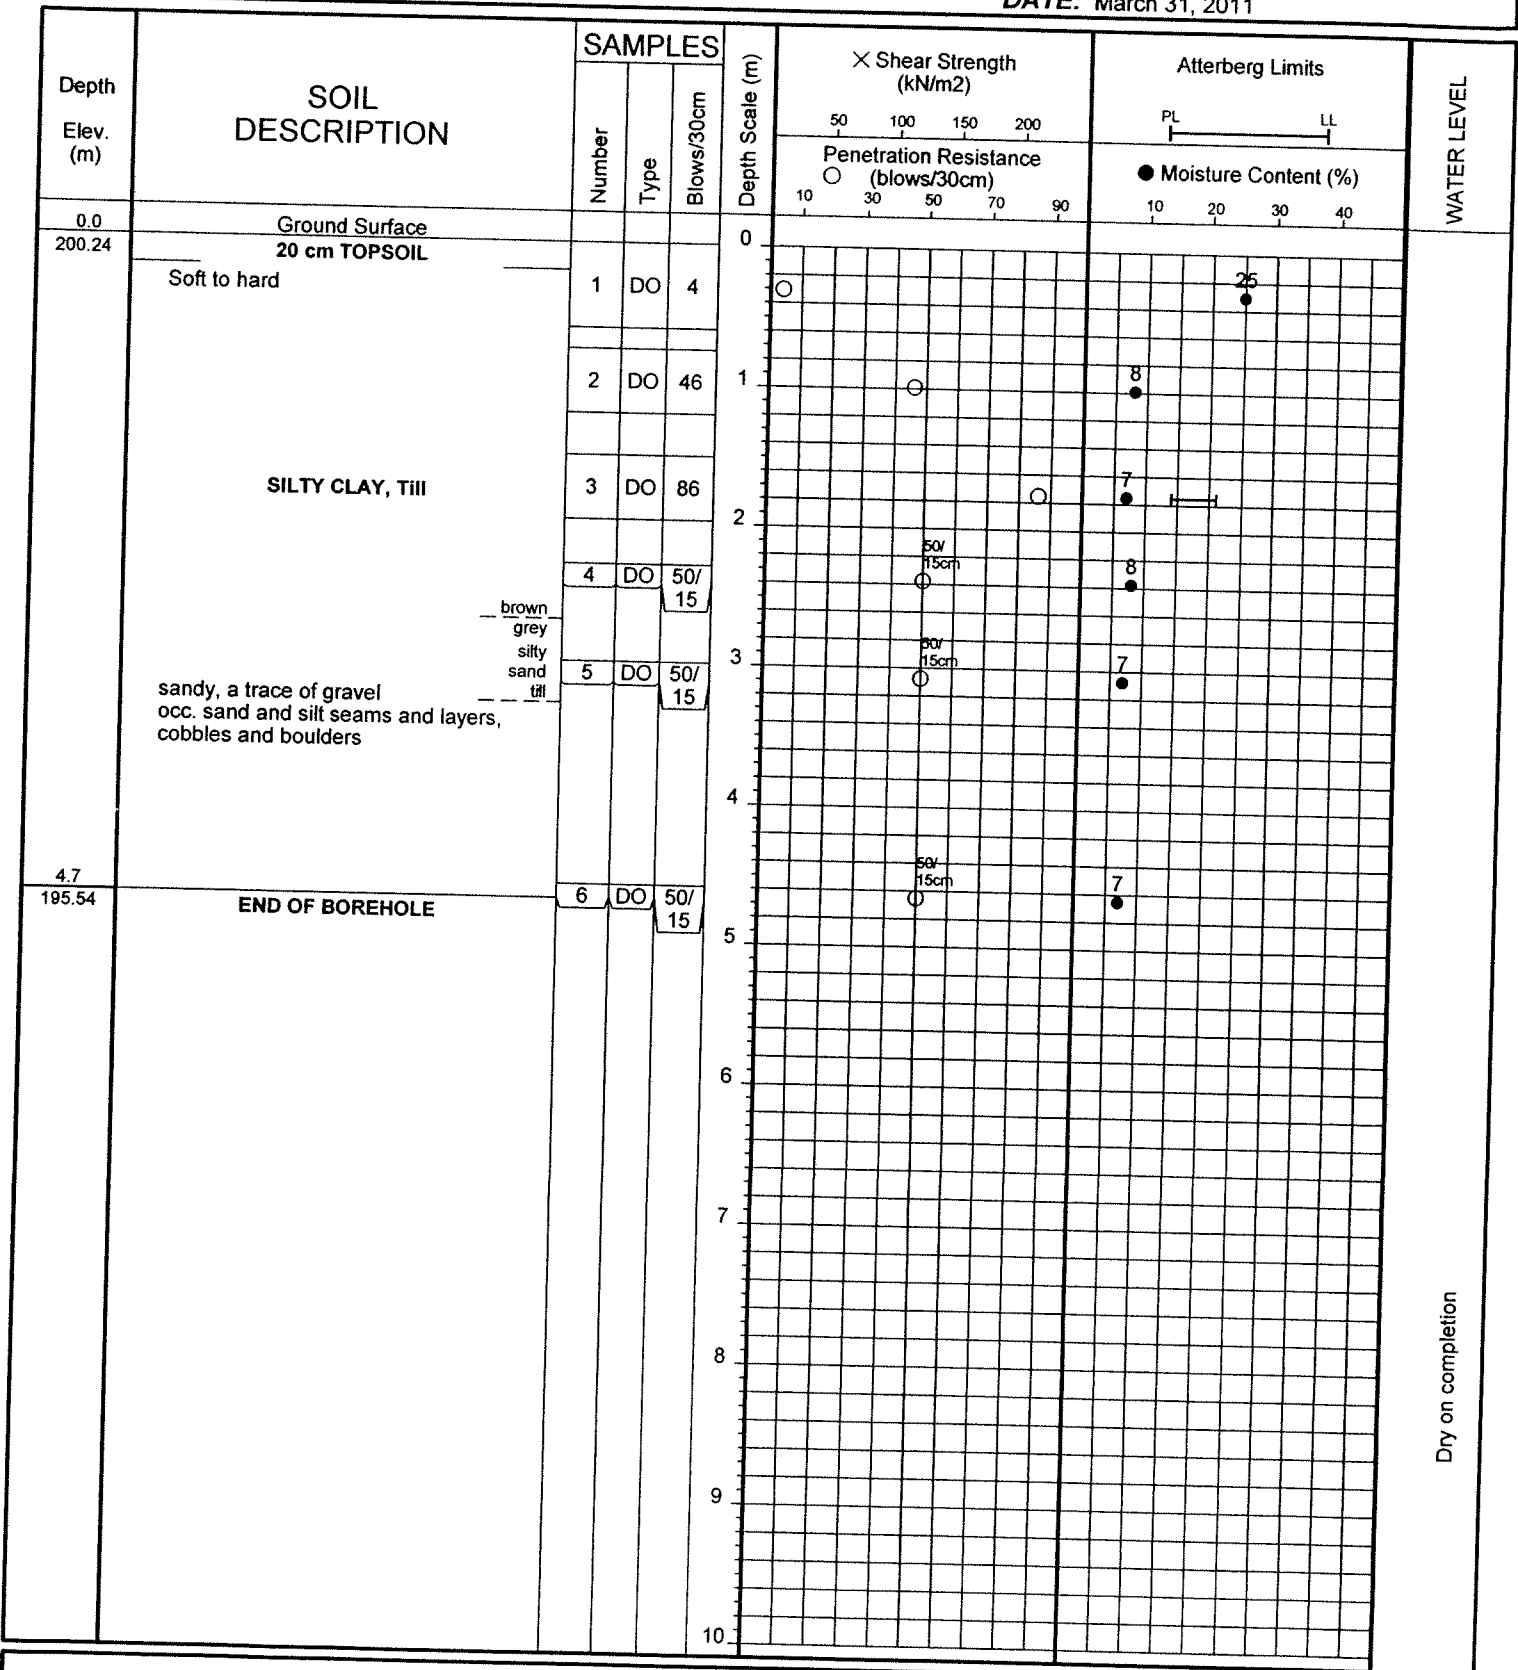 DATE: March 31, 2011
Depth
Elev.
(m)
SOIL
DESCRIPTION
SAMPLES
Number
Type
Blows/30cm
Depth Scale (m)
× Shear Strength
(kN/m2)
50 100 150 200
Penetration Resistance
(blows/30cm)
10 30 50 70 90
Atterberg Limits
PL LL
Moisture Content (%)
10 20 30 40
WATER LEVEL
0.0
Ground Surface
200.24
20 cm TOPSOIL
0
Soft to hard
1 DO 4
25
2 DO 46
1
8
SILTY CLAY, Till
3 DO 86
7
2
50/
15cm
4 DO 50/
15
8
brown
grey
silty
sand
till
50/
15cm
3
5 DO 50/
15
7
sandy, a trace of gravel
occ. sand and silt seams and layers,
cobbles and boulders
4
4.7
195.54
END OF BOREHOLE
6 DO 50/
15
50/
15cm
7
5
6
7
8
9
10
Dry on completion